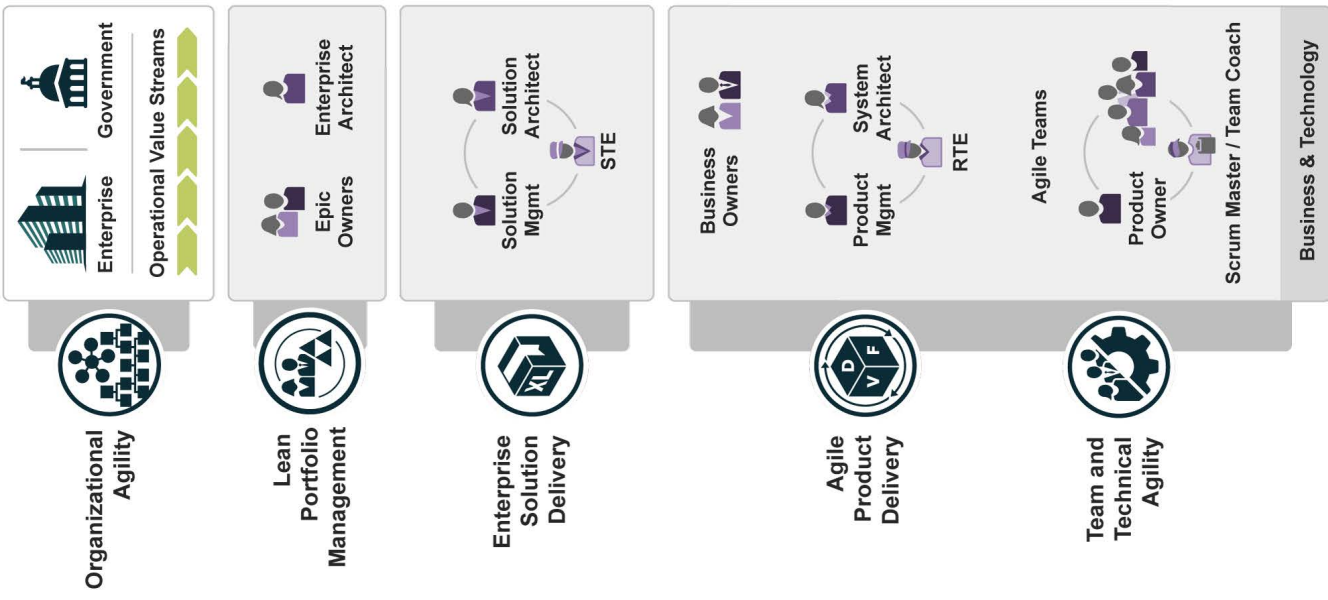 Organizational
Agility
Enterprise
Government
Operational Value Streams
Lean
Portfolio
Management
Epic
Owners
Enterprise
Architect
Enterprise
Solution
Delivery
XL
Solution
Mgmt
Solution
Architect
STE
Agile
Product
Delivery
D
V
F
Business
Owners
Product
Mgmt
System
Architect
RTE
Team and
Technical
Agility
Agile Teams
Product
Owner
Scrum Master / Team Coach
Business & Technology